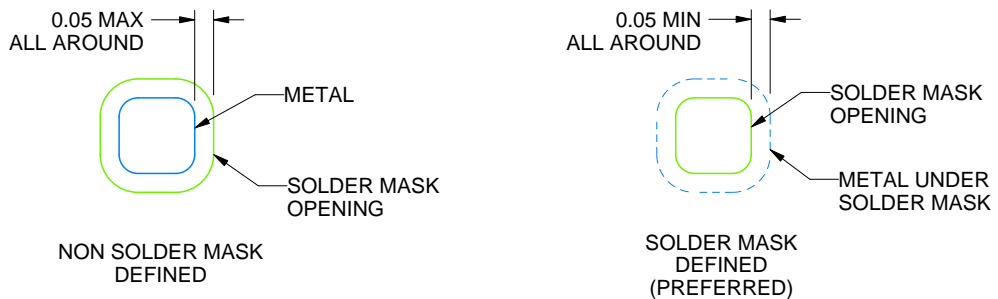 0.05 MAX
ALL AROUND
METAL
SOLDER MASK
OPENING
NON SOLDER MASK
DEFINED
0.05 MIN
ALL AROUND
SOLDER MASK
OPENING
METAL UNDER
SOLDER MASK
SOLDER MASK
DEFINED
(PREFERRED)